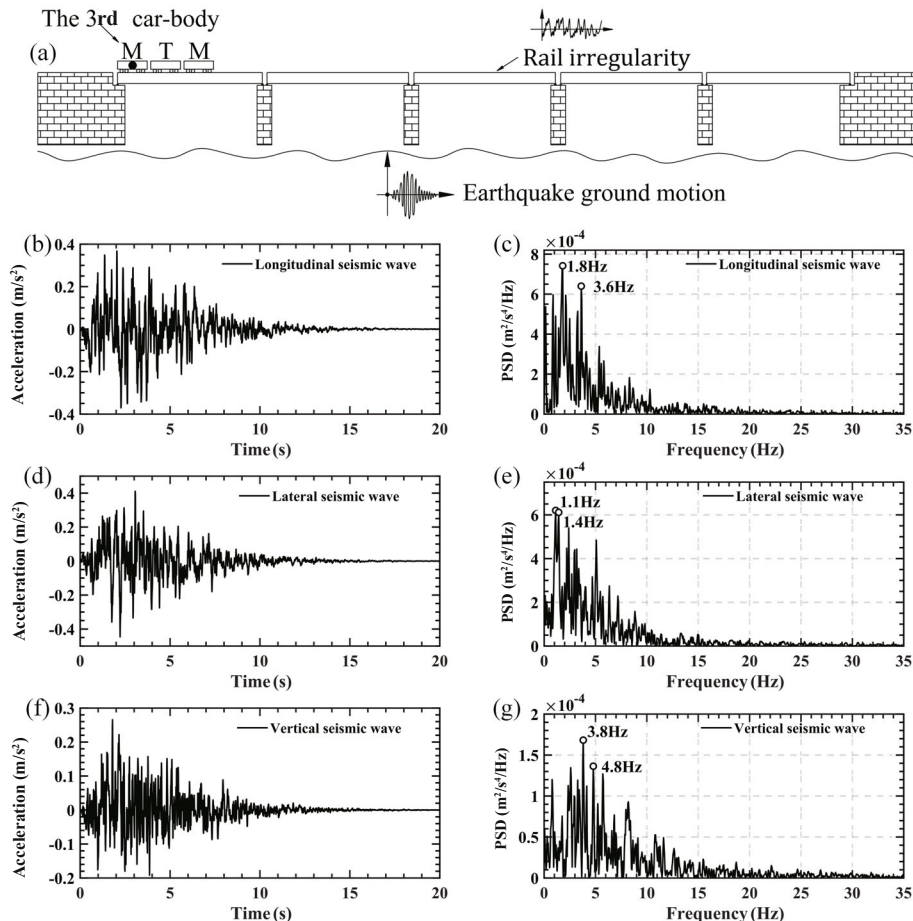 The 3rd car-body
(a)
M T M
Rail irregularity
Earthquake ground motion
(b)
0.4
0.2
0
-0.2
-0.4
Acceleration (m/s²)
Longitudinal seismic wave
0 5 10 15 20
Time (s)
(c)
×10⁻⁴
8
6
4
2
0
PSD (m²/s⁴/Hz)
1.8Hz
3.6Hz
Longitudinal seismic wave
0 5 10 15 20 25 30 35
Frequency (Hz)
(d)
0.4
0.2
0
-0.2
-0.4
Acceleration (m/s²)
Lateral seismic wave
0 5 10 15 20
Time (s)
(e)
×10⁻⁴
8
6
4
2
0
PSD (m²/s⁴/Hz)
1.1Hz
1.4Hz
Lateral seismic wave
0 5 10 15 20 25 30 35
Frequency (Hz)
(f)
0.3
0.2
0.1
0
-0.1
-0.2
Acceleration (m/s²)
Vertical seismic wave
0 5 10 15 20
Time (s)
(g)
×10⁻⁴
2
1.5
1
0.5
0
PSD (m²/s⁴/Hz)
3.8Hz
4.8Hz
Vertical seismic wave
0 5 10 15 20 25 30 35
Frequency (Hz)